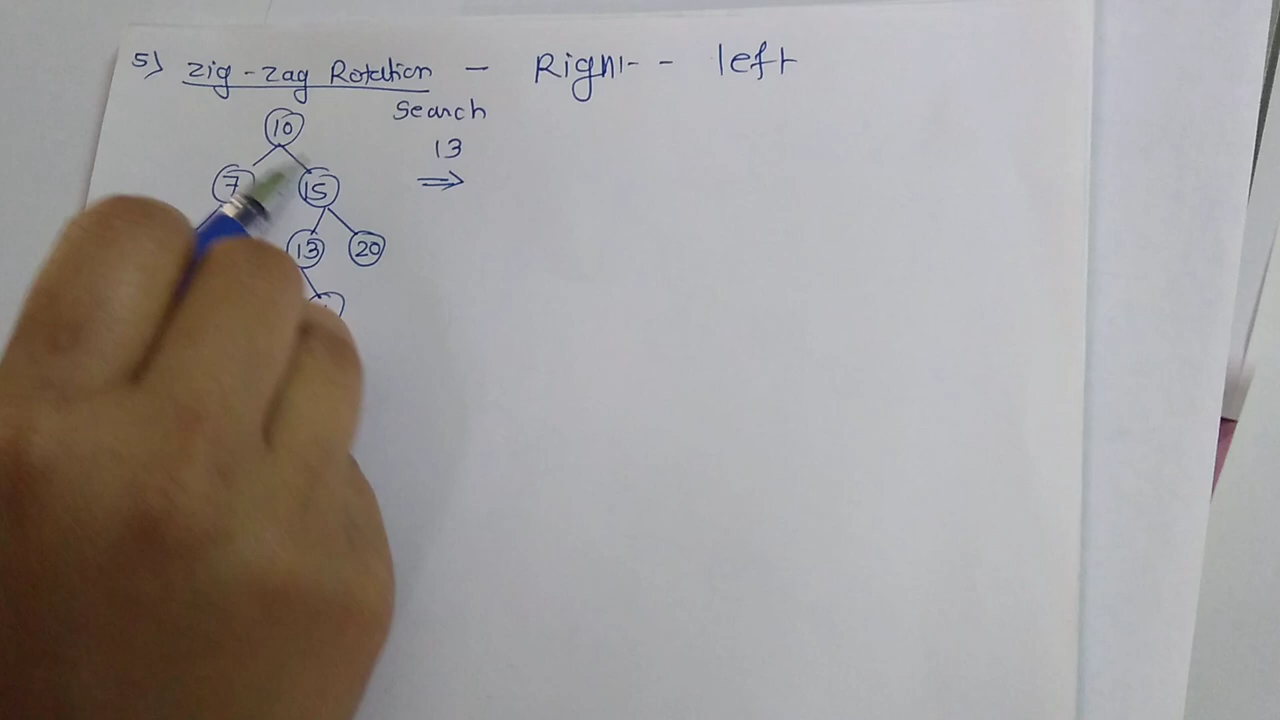 5) Zig-Zag Rotation - Right - left
Search
10
13
7 15
13 20